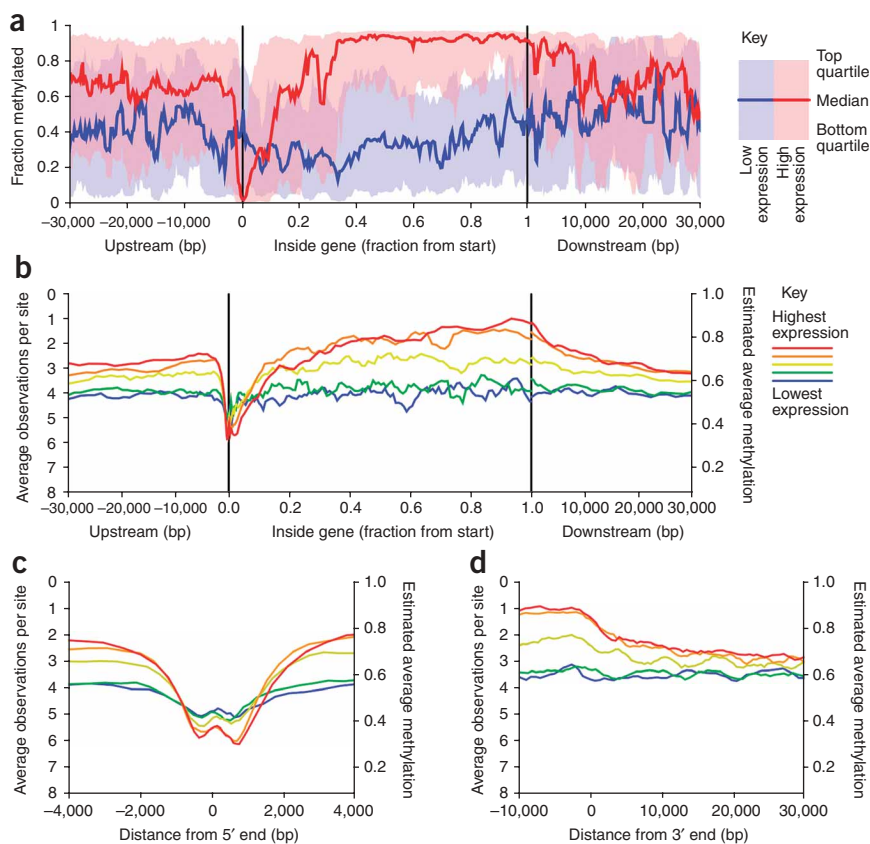 a
Fraction methylated
1
0.8
0.6
0.4
0.2
0
–30,000 –20,000 –10,000 0 0.2 0.4 0.6 0.8 1 10,000 20,000 30,000
Upstream (bp) Inside gene (fraction from start) Downstream (bp)
Key
Top quartile
Median
Bottom quartile
Low expression
High expression
b
Average observations per site
0
1
2
3
4
5
6
7
8
Estimated average methylation
1.0
0.8
0.6
0.4
0.2
–30,000 –20,000 –10,000 0.0 0.2 0.4 0.6 0.8 1.0 10,000 20,000 30,000
Upstream (bp) Inside gene (fraction from start) Downstream (bp)
Key
Highest
expression
Lowest
expression
c
Average observations per site
0
1
2
3
4
5
6
7
8
Estimated average methylation
1.0
0.8
0.6
0.4
0.2
–4,000 –2,000 0 2,000 4,000
Distance from 5′ end (bp)
d
Average observations per site
0
1
2
3
4
5
6
7
8
Estimated average methylation
1.0
0.8
0.6
0.4
0.2
–10,000 0 10,000 20,000 30,000
Distance from 3′ end (bp)